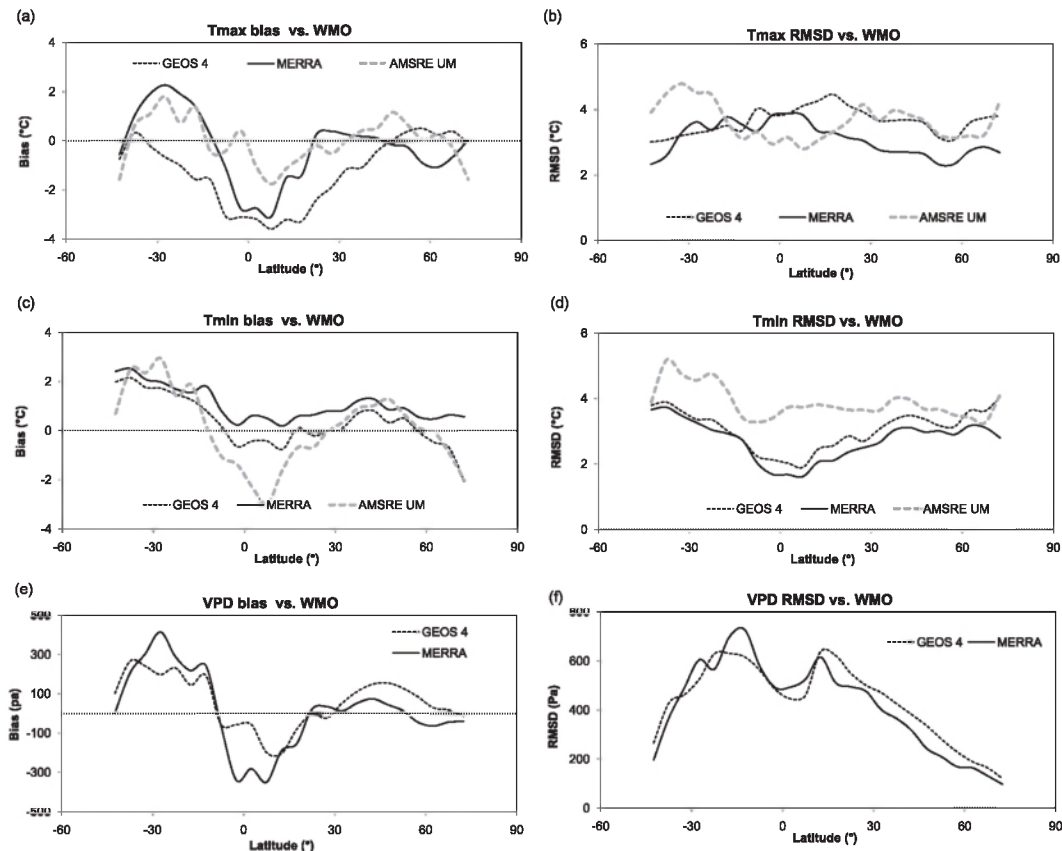 (a)
Tmax bias vs. WMO
GEOS 4
MERRA
AMSRE UM
4
2
0
-2
-4
Bias (°C)
-60
-30
0
30
60
90
Latitude (°)
(b)
Tmax RMSD vs. WMO
6
4
2
0
RMSD (°C)
GEOS 4
MERRA
AMSRE UM
-60
-30
0
30
60
90
Latitude (°)
(c)
Tmin bias vs. WMO
4
2
0
-2
-4
Bias (°C)
GEOS 4
MERRA
AMSRE UM
-60
-30
0
30
60
90
Latitude (°)
(d)
Tmin RMSD vs. WMO
6
4
2
0
RMSD (°C)
GEOS 4
MERRA
AMSRE UM
-60
-30
0
30
60
90
Latitude (°)
(e)
VPD bias vs. WMO
500
300
100
-100
-300
-500
Bias (pa)
GEOS 4
MERRA
-60
-30
0
30
60
90
Latitude (°)
(f)
VPD RMSD vs. WMO
800
600
400
200
0
RMSD (Pa)
GEOS 4
MERRA
-60
-30
0
30
60
90
Latitude (°)